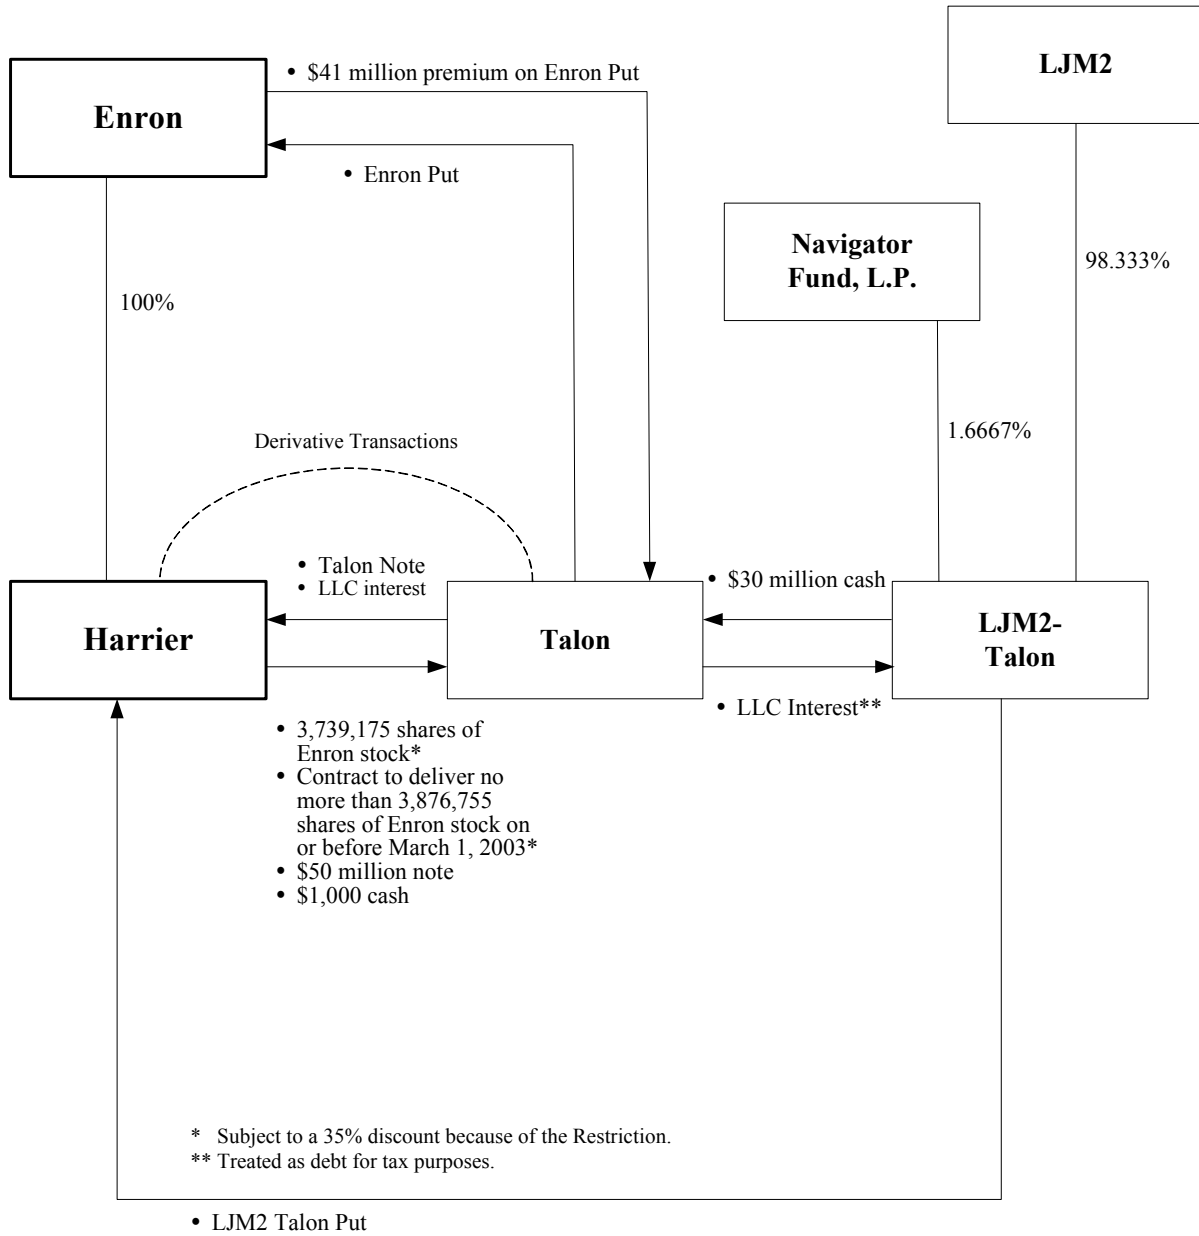 LJM2
• $41 million premium on Enron Put
Enron
• Enron Put
Navigator
Fund, L.P.
98.333%
100%
1.6667%
Derivative Transactions
• Talon Note
• LLC interest
• $30 million cash
Harrier
Talon
LJM2-
Talon
• LLC Interest**
• 3,739,175 shares of
Enron stock*
• Contract to deliver no
more than 3,876,755
shares of Enron stock on
or before March 1, 2003*
• $50 million note
• $1,000 cash
* Subject to a 35% discount because of the Restriction.
** Treated as debt for tax purposes.
• LJM2 Talon Put